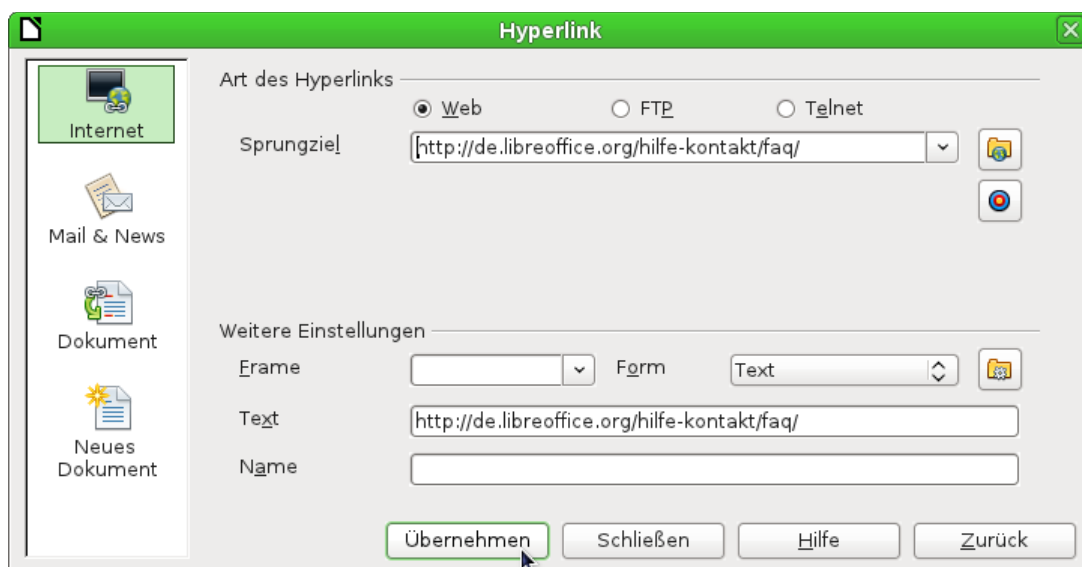 Hyperlink
Internet
Mail & News
Dokument
Neues
Dokument
Art des Hyperlinks
Web FTP Telnet
Sprungziel http://de.libreoffice.org/hilfe-kontakt/faq/
Weitere Einstellungen
Frame Form Text
Text http://de.libreoffice.org/hilfe-kontakt/faq/
Name
Übernehmen Schließen Hilfe Zurück